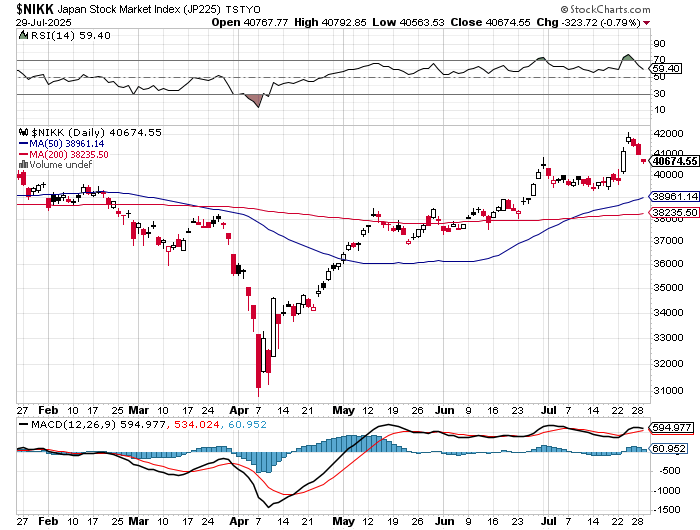 $NIKK Japan Stock Market Index (JP225) TSTYO © StockCharts.com
29-Jul-2025 Open 40767.77 High 40792.85 Low 40563.53 Close 40674.55 Chg -323.72 (-0.79%)
RSI(14) 59.40
90
70
59.40
50
30
10
$NIKK (Daily) 40674.55
MA(50) 38961.14
MA(200) 38235.50
Volume undef
42000
41000
40674.55
40000
38961.14
38235.50
38000
37000
36000
35000
34000
33000
32000
31000
27 Feb 10 17 24 Mar 10 17 24 Apr 7 14 21 May 12 19 26 Jun 9 16 23 Jul 7 14 22 28
MACD(12,26,9) 594.977, 534.024, 60.952
594.977
60.952
-500
-1000
-1500
27 Feb 10 17 24 Mar 10 17 24 Apr 7 14 21 May 12 19 26 Jun 9 16 23 Jul 7 14 22 28